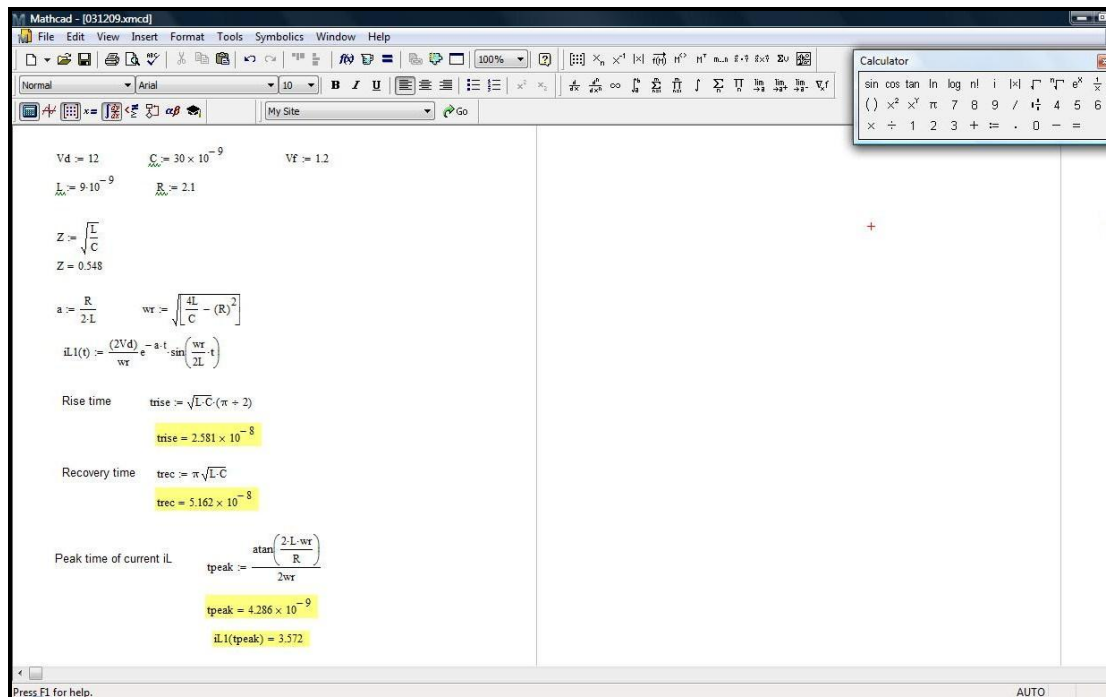 Mathcad - [031209.xmcd]
File Edit View Insert Format Tools Symbolics Window Help
100%
Normal Arial 10 B I U
My Site Go
Calculator
sin cos tan ln log n! i |x| √ ⁿ√ eˣ 1/x
( ) x² xʸ π 7 8 9 / 4 5 6
× ÷ 1 2 3 + := . 0 − =
Vd := 12 C := 30 × 10⁻⁹ Vf := 1.2
L := 9·10⁻⁹ R := 2.1
Z := √(L/C)
Z = 0.548
a := R/(2·L) wr := √[4L/C − (R)²]
iL1(t) := (2Vd)/wr e^(−a·t)·sin(wr/2L·t)
Rise time trise := √(L·C)·(π ÷ 2)
trise = 2.581 × 10⁻⁸
Recovery time trec := π√(L·C)
trec = 5.162 × 10⁻⁸
Peak time of current iL tpeak := atan(2·L·wr/R)/2wr
tpeak = 4.286 × 10⁻⁹
iL1(tpeak) = 3.572
Press F1 for help. AUTO